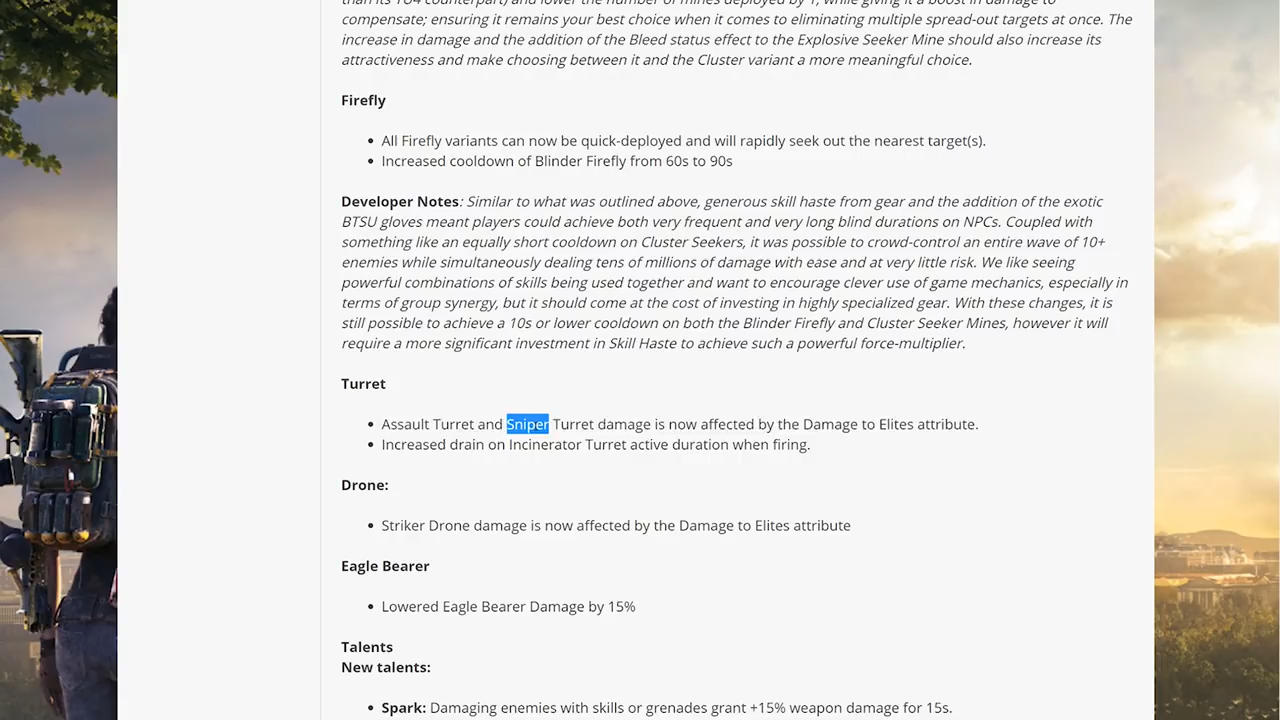 than its TU4 counterpart) and lower the number of mines deployed by 1, while giving it a boost in damage to
compensate; ensuring it remains your best choice when it comes to eliminating multiple spread-out targets at once. The
increase in damage and the addition of the Bleed status effect to the Explosive Seeker Mine should also increase its
attractiveness and make choosing between it and the Cluster variant a more meaningful choice.
Firefly
• All Firefly variants can now be quick-deployed and will rapidly seek out the nearest target(s).
• Increased cooldown of Blinder Firefly from 60s to 90s
Developer Notes: Similar to what was outlined above, generous skill haste from gear and the addition of the exotic
BTSU gloves meant players could achieve both very frequent and very long blind durations on NPCs. Coupled with
something like an equally short cooldown on Cluster Seekers, it was possible to crowd-control an entire wave of 10+
enemies while simultaneously dealing tens of millions of damage with ease and at very little risk. We like seeing
powerful combinations of skills being used together and want to encourage clever use of game mechanics, especially in
terms of group synergy, but it should come at the cost of investing in highly specialized gear. With these changes, it is
still possible to achieve a 10s or lower cooldown on both the Blinder Firefly and Cluster Seeker Mines, however it will
require a more significant investment in Skill Haste to achieve such a powerful force-multiplier.
Turret
• Assault Turret and Sniper Turret damage is now affected by the Damage to Elites attribute.
• Increased drain on Incinerator Turret active duration when firing.
Drone:
• Striker Drone damage is now affected by the Damage to Elites attribute
Eagle Bearer
• Lowered Eagle Bearer Damage by 15%
Talents
New talents:
• Spark: Damaging enemies with skills or grenades grant +15% weapon damage for 15s.